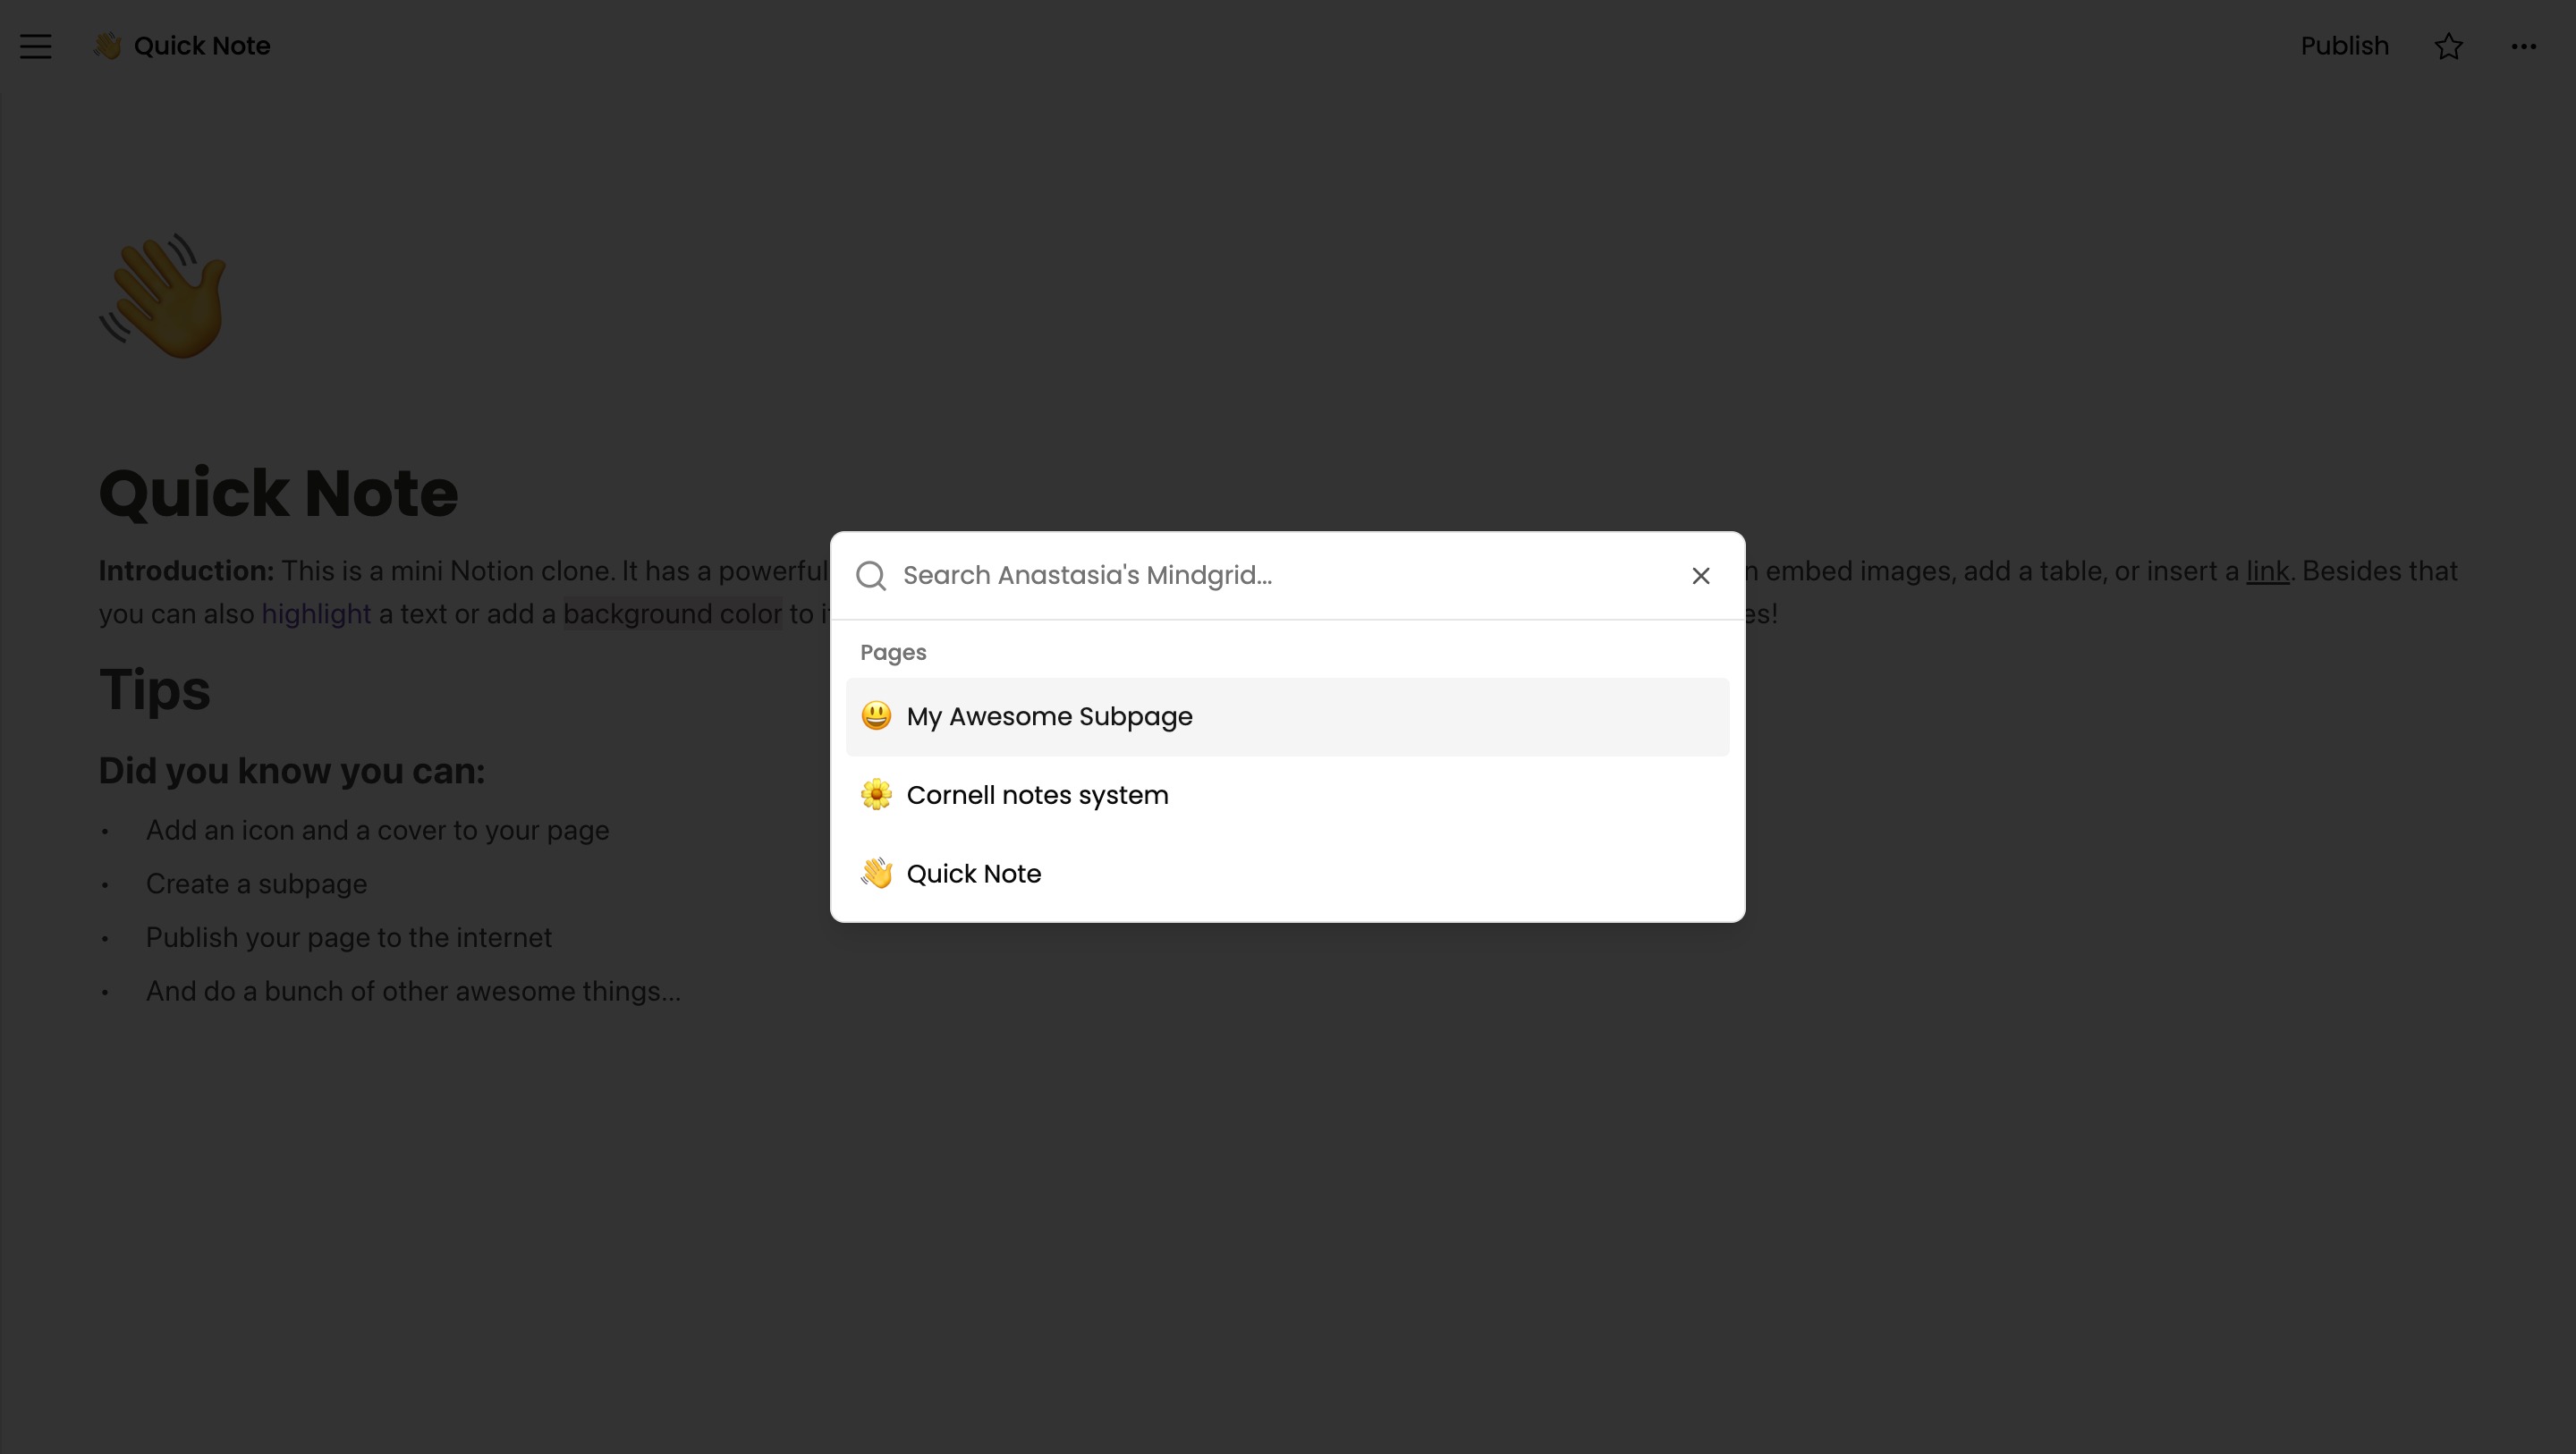 Quick Note
Publish
Quick Note
Introduction: This is a mini Notion clone. It has a powerful
n embed images, add a table, or insert a link. Besides that
you can also highlight a text or add a background color to i
es!
Tips
Did you know you can:
• Add an icon and a cover to your page
• Create a subpage
• Publish your page to the internet
• And do a bunch of other awesome things...
Search Anastasia's Mindgrid...
Pages
My Awesome Subpage
Cornell notes system
Quick Note